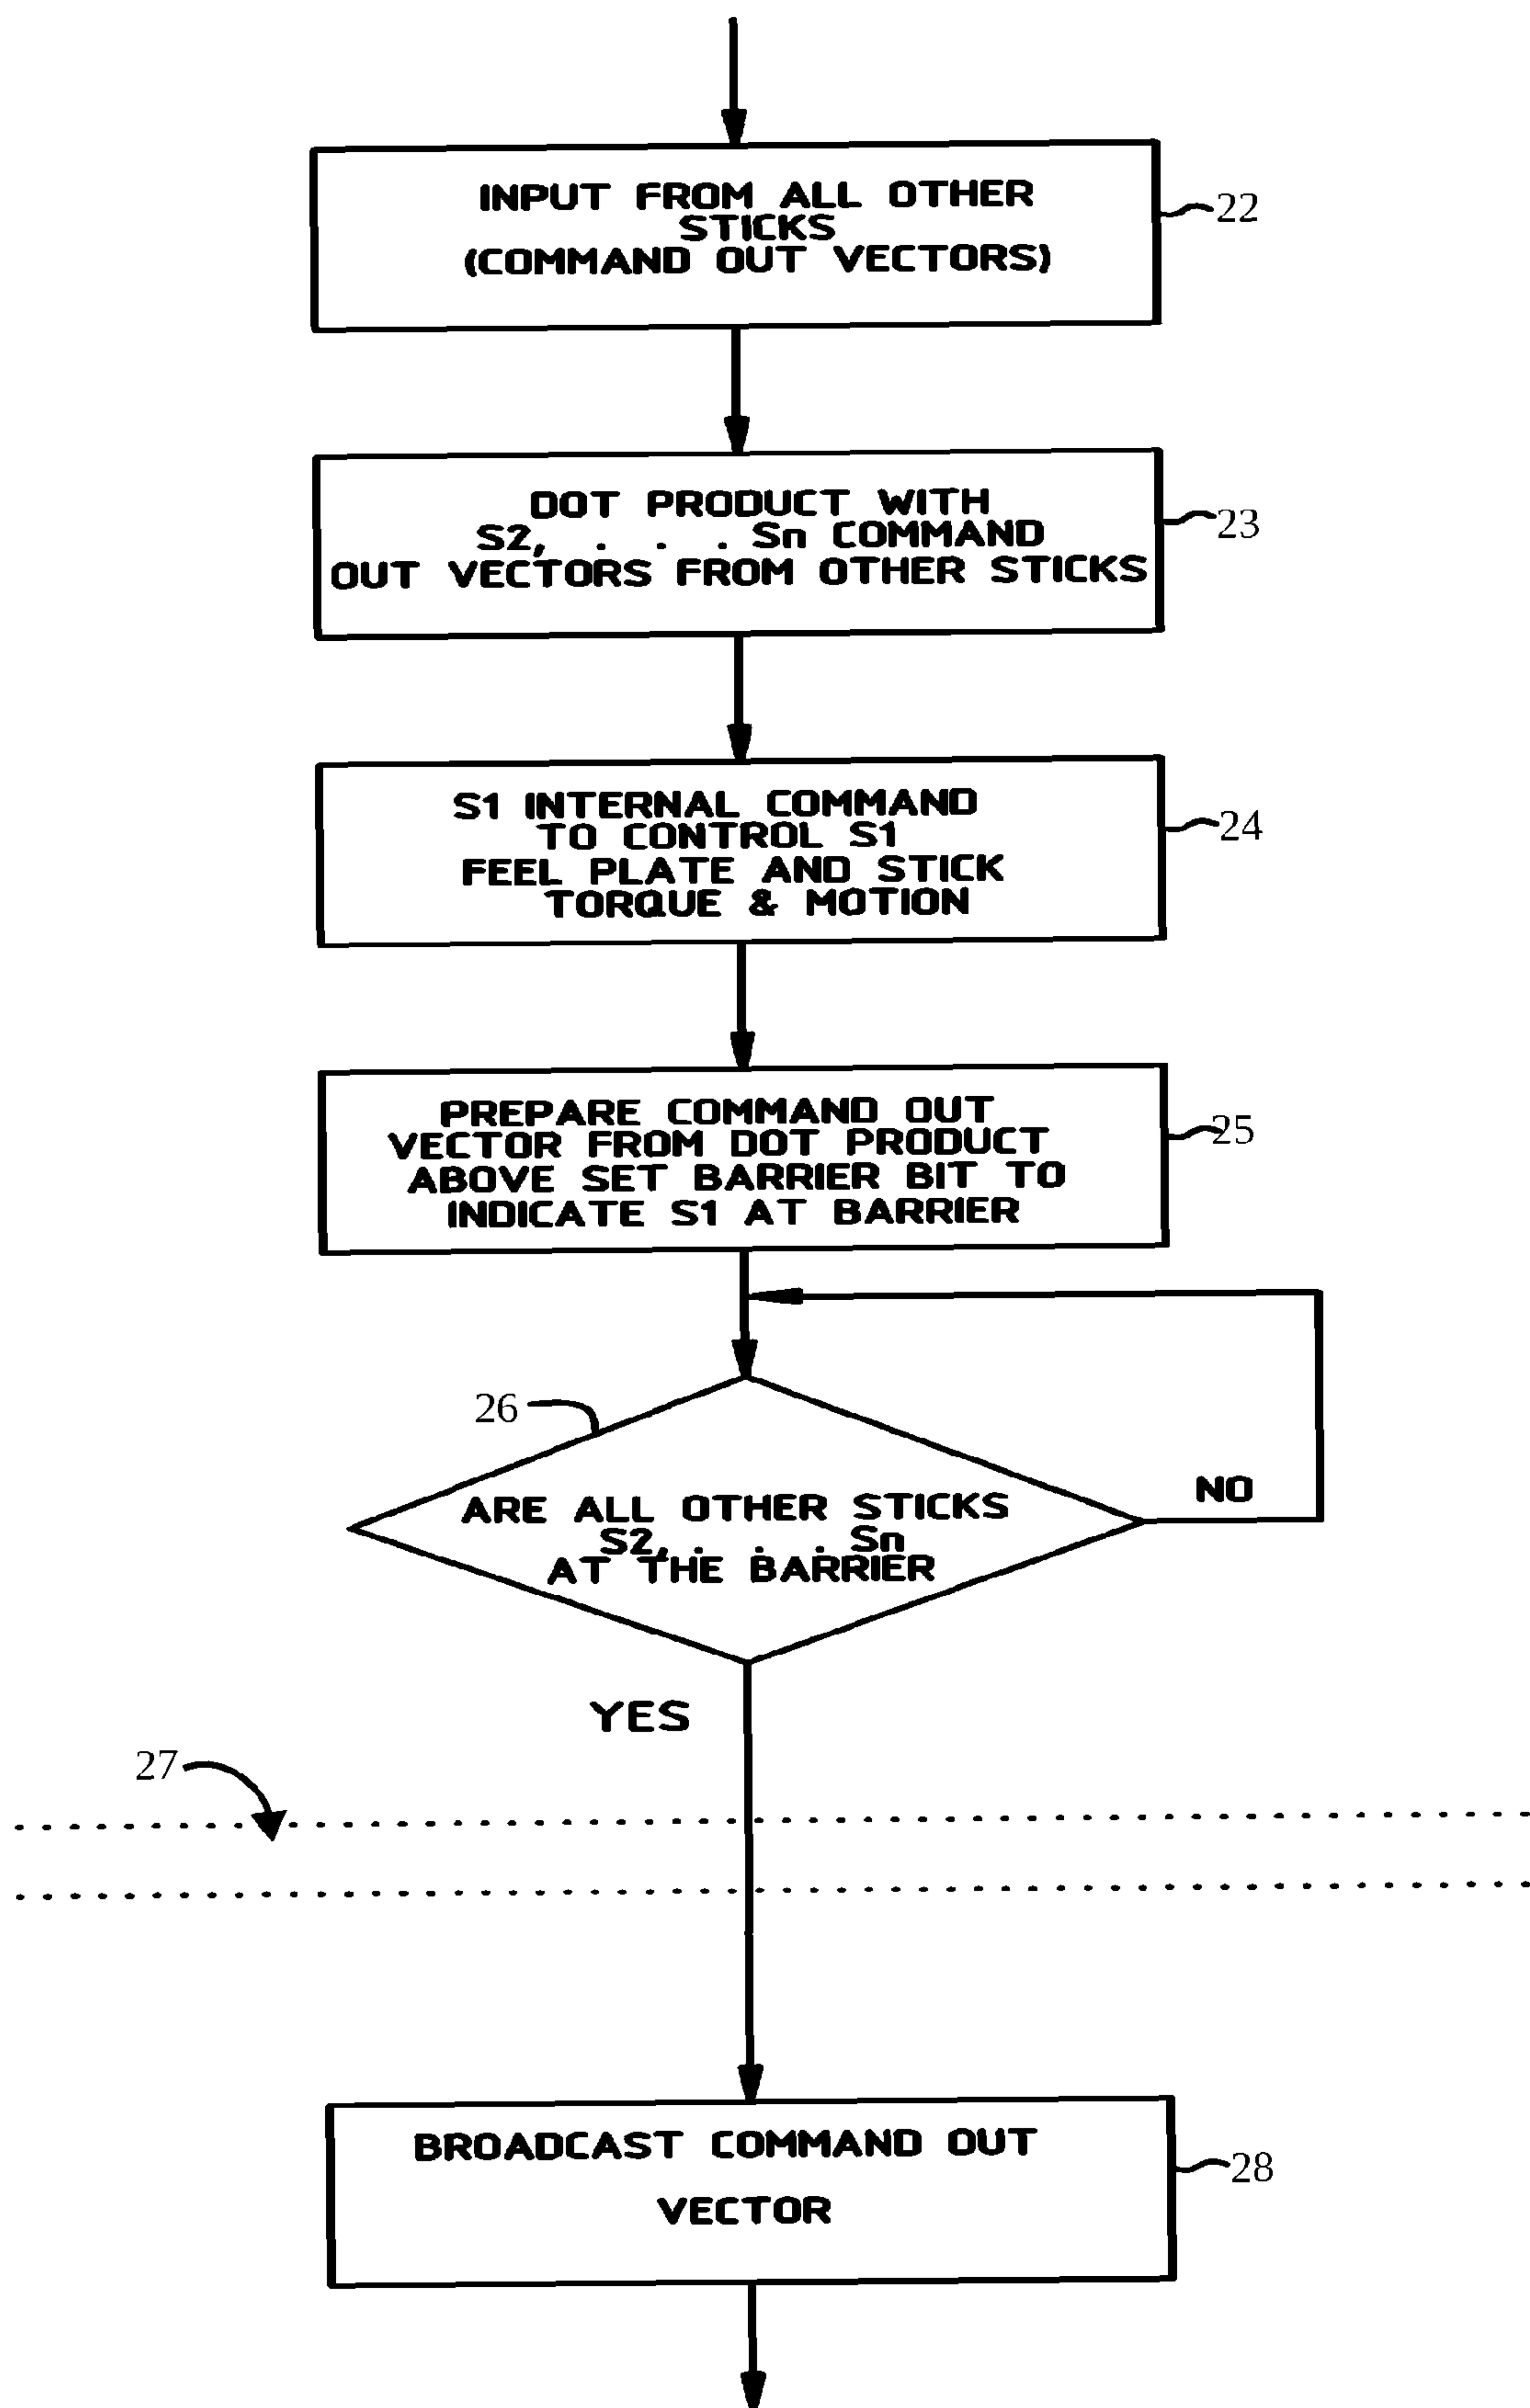 INPUT FROM ALL OTHER
STICKS
(COMMAND OUT VECTORS)
22
DOT PRODUCT WITH
S2, . . . Sn COMMAND
OUT VECTORS FROM OTHER STICKS
23
S1 INTERNAL COMMAND
TO CONTROL S1
FEEL PLATE AND STICK
TORQUE & MOTION
24
PREPARE COMMAND OUT
VECTOR FROM DOT PRODUCT
ABOVE SET BARRIER BIT TO
INDICATE S1 AT BARRIER
25
26
ARE ALL OTHER STICKS
S2, . . . Sn
AT THE BARRIER
NO
YES
27
BROADCAST COMMAND OUT
VECTOR
28